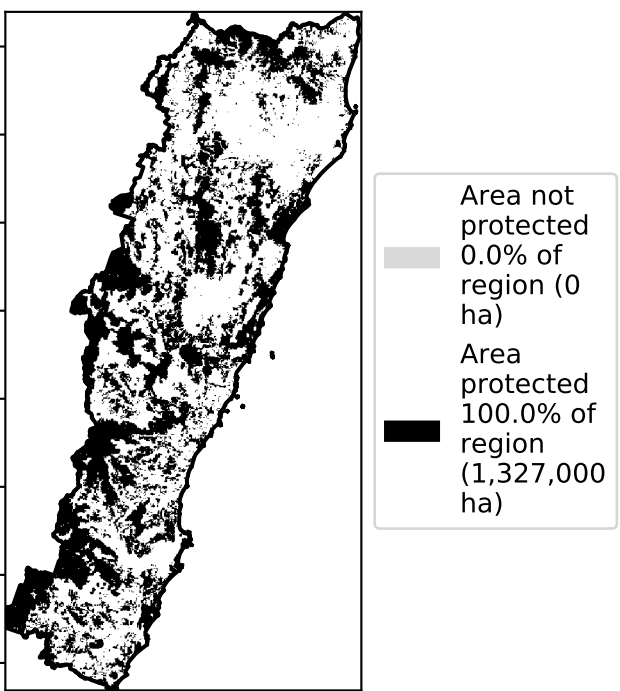 Area not
protected
0.0% of
region (0
ha)
Area
protected
100.0% of
region
(1,327,000
ha)